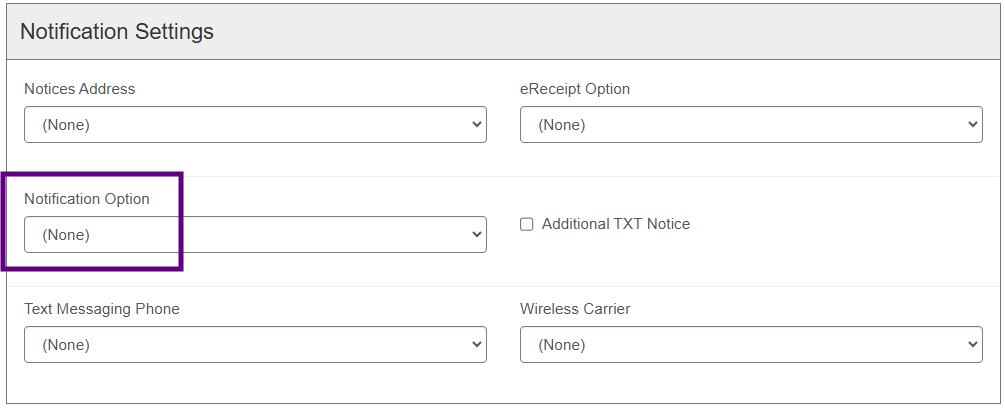 Notification Settings
Notices Address
eReceipt Option
(None)
(None)
Notification Option
(None)
Additional TXT Notice
Text Messaging Phone
Wireless Carrier
(None)
(None)